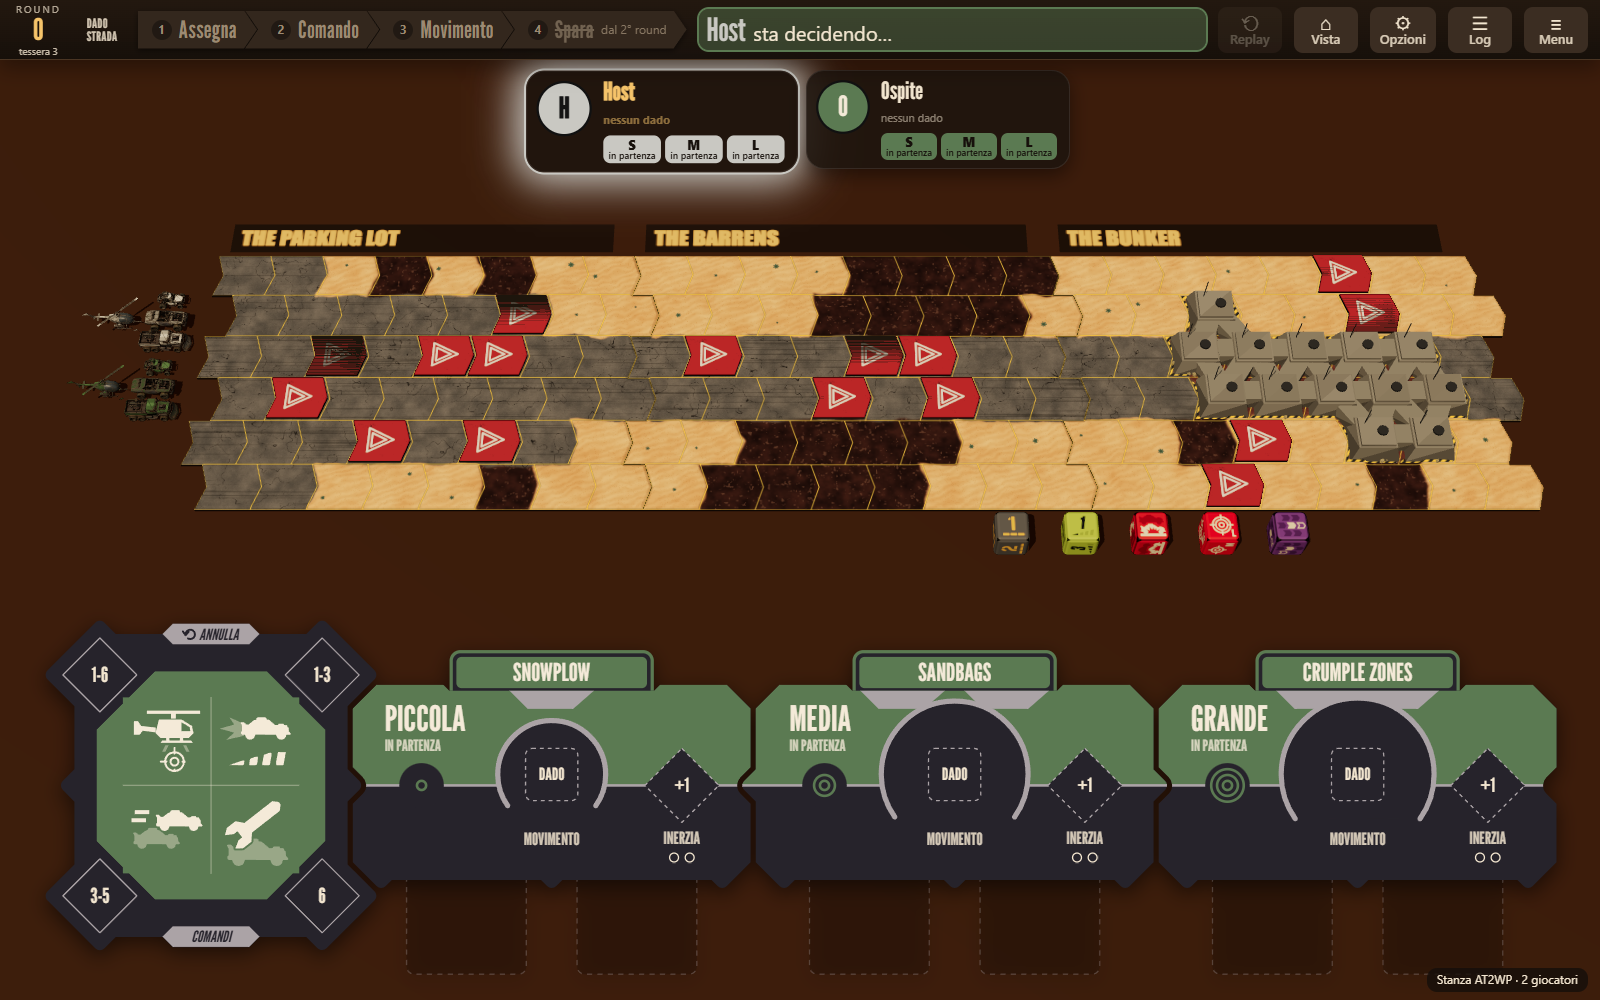 ROUND
0
tessera 3
DADO
STRADA
1 Assegna
2 Comando
3 Movimento
4 Spara dal 2° round
Host sta decidendo...
Replay
Vista
Opzioni
Log
Menu
H
Host
nessun dado
S
in partenza
M
in partenza
L
in partenza
O
Ospite
nessun dado
S
in partenza
M
in partenza
L
in partenza
THE PARKING LOT
THE BARRENS
THE BUNKER
1
2
1
ANNULLA
1-6
1-3
3-5
6
COMANDI
SNOWPLOW
PICCOLA
IN PARTENZA
DADO
MOVIMENTO
+1
INERZIA
SANDBAGS
MEDIA
IN PARTENZA
DADO
MOVIMENTO
+1
INERZIA
CRUMPLE ZONES
GRANDE
IN PARTENZA
DADO
MOVIMENTO
+1
INERZIA
Stanza AT2WP · 2 giocatori